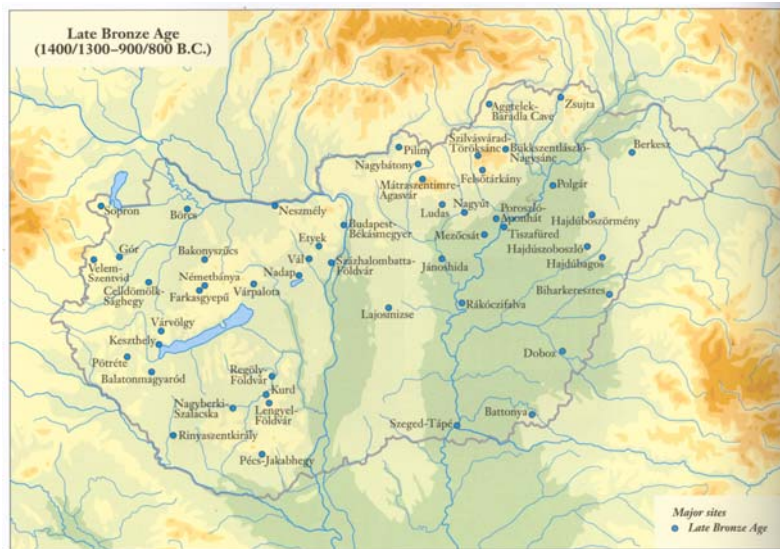 Late Bronze Age
(1400/1300–900/800 B.C.)
Aggtelek-
Baradla Cave
Zsujta
Piliny
Szilvásvárad-
Töröksánc
Bükkszentlászló-
Nagysánc
Berkesz
Nagybátony
Felsőtárkány
Mátraszentimre-
Ágasvár
Polgár
Sopron
Börcs
Neszmély
Ludas
Nagyút
Poroszló-
Aponhát
Hajdúböszörmény
Budapest-
Békásmegyer
Mezőcsát
Tiszafüred
Etyek
Hajdúszoboszló
Gór
Bakonyszűcs
Vál
Százhalombatta-
Földvár
Jánoshida
Hajdúbagos
Velem-
Szentvid
Nadap
Németbánya
Celldömölk-
Sághegy
Farkasgyepű
Várpalota
Biharkeresztes
Rákóczifalva
Lajosmizse
Várvölgy
Keszthely
Doboz
Pötréte
Balatonmagyaród
Regöly-
Földvár
Kurd
Nagyberki-
Szalacska
Lengyel-
Földvár
Battonya
Szeged-Tápé
Rinyaszentkirály
Pécs-Jakabhegy
Major sites
Late Bronze Age